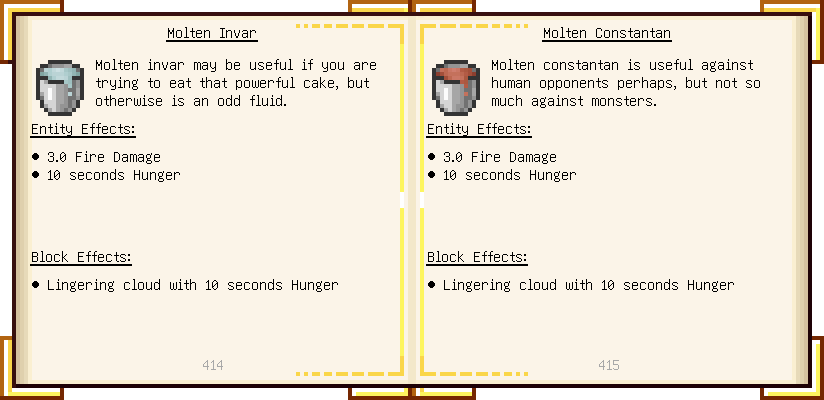 Molten Invar
Molten invar may be useful if you are
trying to eat that powerful cake, but
otherwise is an odd fluid.
Entity Effects:
● 3.0 Fire Damage
● 10 seconds Hunger
Block Effects:
● Lingering cloud with 10 seconds Hunger
414
Molten Constantan
Molten constantan is useful against
human opponents perhaps, but not so
much against monsters.
Entity Effects:
● 3.0 Fire Damage
● 10 seconds Hunger
Block Effects:
● Lingering cloud with 10 seconds Hunger
415